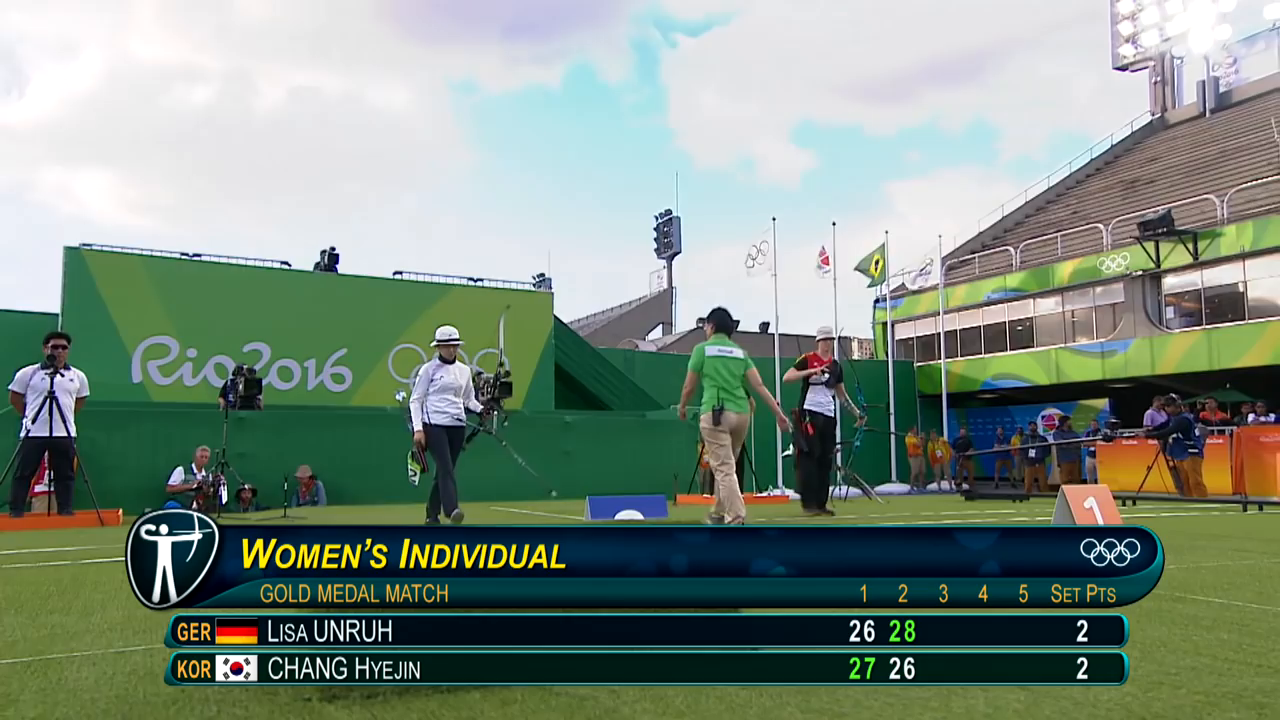 Rio2016
1
WOMEN'S INDIVIDUAL
GOLD MEDAL MATCH 1 2 3 4 5 SET PTS
GER LISA UNRUH 26 28 2
KOR CHANG HYEJIN 27 26 2